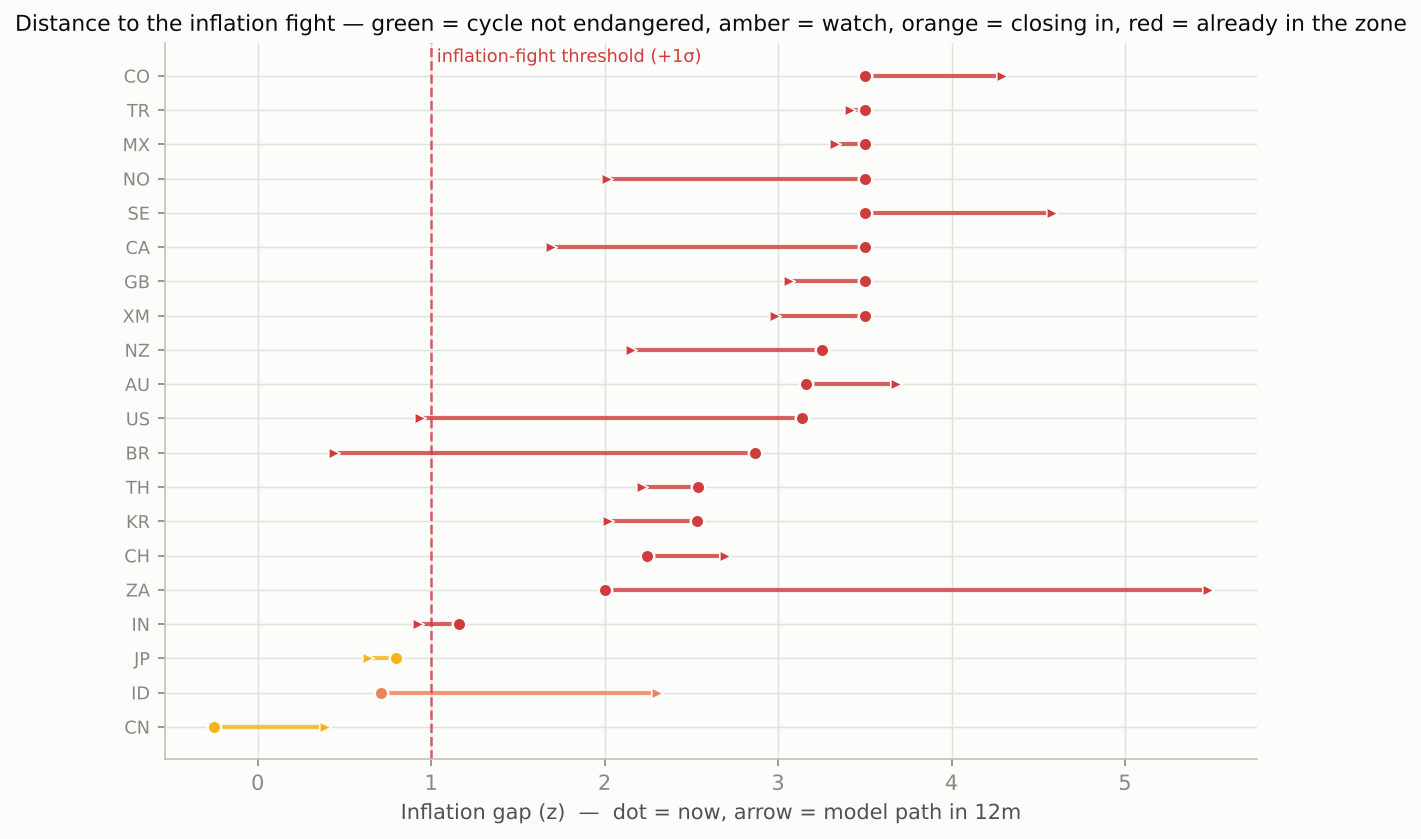 Distance to the inflation fight — green = cycle not endangered, amber = watch, orange = closing in, red = already in the zone
inflation-fight threshold (+1σ)
CO
TR
MX
NO
SE
CA
GB
XM
NZ
AU
US
BR
TH
KR
CH
ZA
IN
JP
ID
CN
0 1 2 3 4 5
Inflation gap (z) — dot = now, arrow = model path in 12m